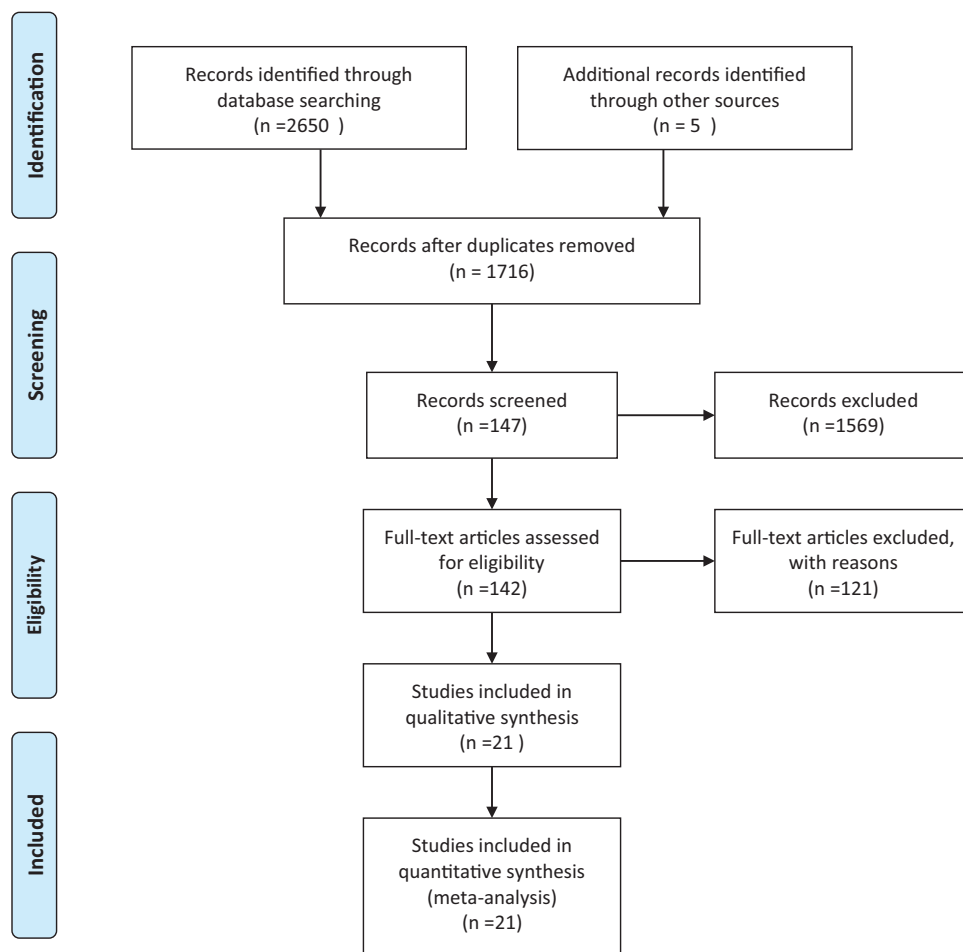 Identification
Records identified through
database searching
(n =2650 )
Additional records identified
through other sources
(n = 5 )
Screening
Records after duplicates removed
(n = 1716)
Records screened
(n =147)
Records excluded
(n =1569)
Eligibility
Full-text articles assessed
for eligibility
(n =142)
Full-text articles excluded,
with reasons
(n =121)
Studies included in
qualitative synthesis
(n =21 )
Included
Studies included in
quantitative synthesis
(meta-analysis)
(n =21)